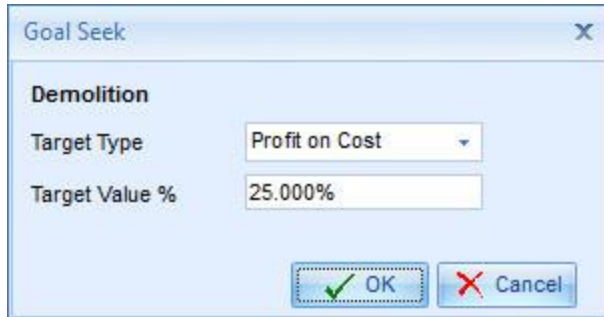 Goal Seek
Demolition
Target Type Profit on Cost
Target Value % 25.000%
OK Cancel